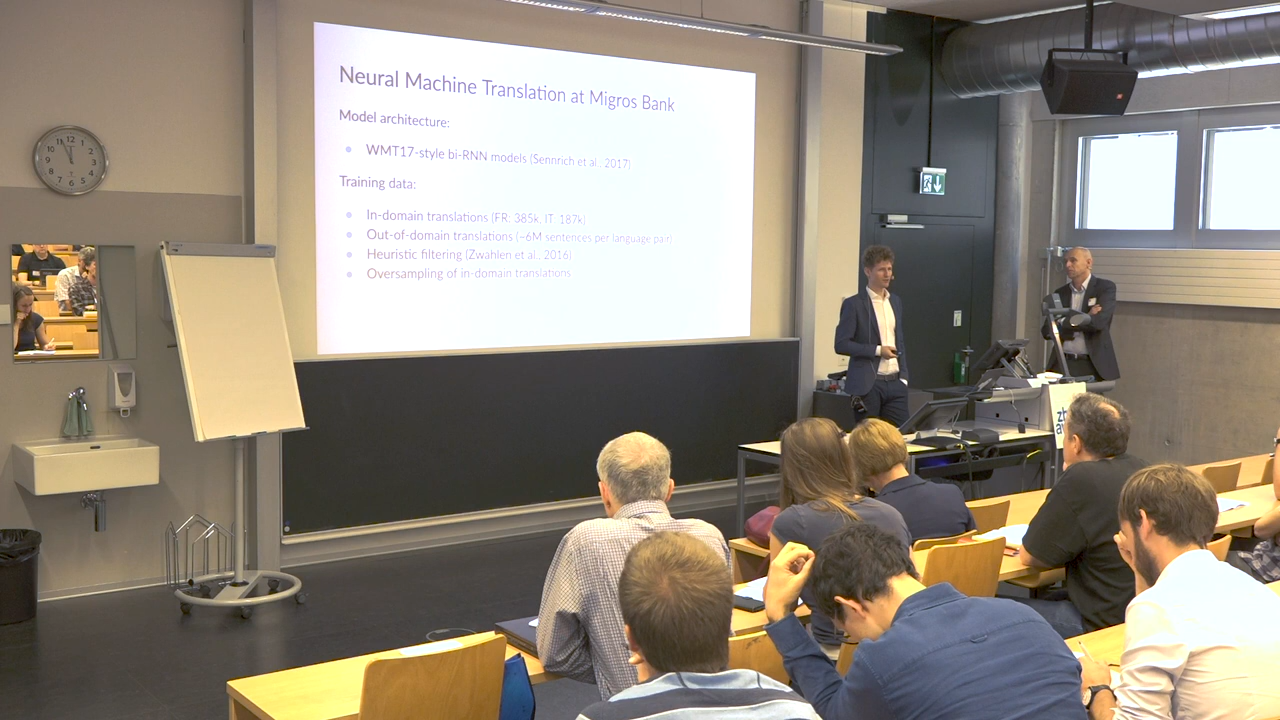 Neural Machine Translation at Migros Bank
Model architecture:
WMT17-style bi-RNN models (Sennrich et al., 2017)
Training data:
In-domain translations (FR: 385k, IT: 187k)
Out-of-domain translations (~6M sentences per language pair)
Heuristic filtering (Zwahlen et al., 2016)
Oversampling of in-domain translations